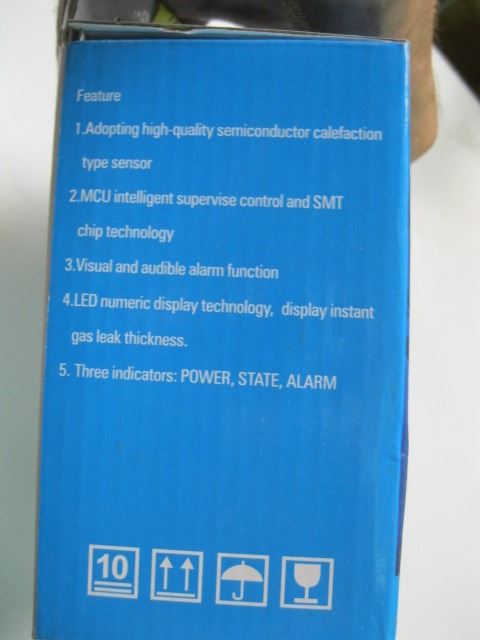 Feature
1.Adopting high-quality semiconductor calefaction
type sensor
2.MCU intelligent supervise control and SMT
chip technology
3.Visual and audible alarm function
4.LED numeric display technology, display instant
gas leak thickness.
5. Three indicators: POWER, STATE, ALARM
10